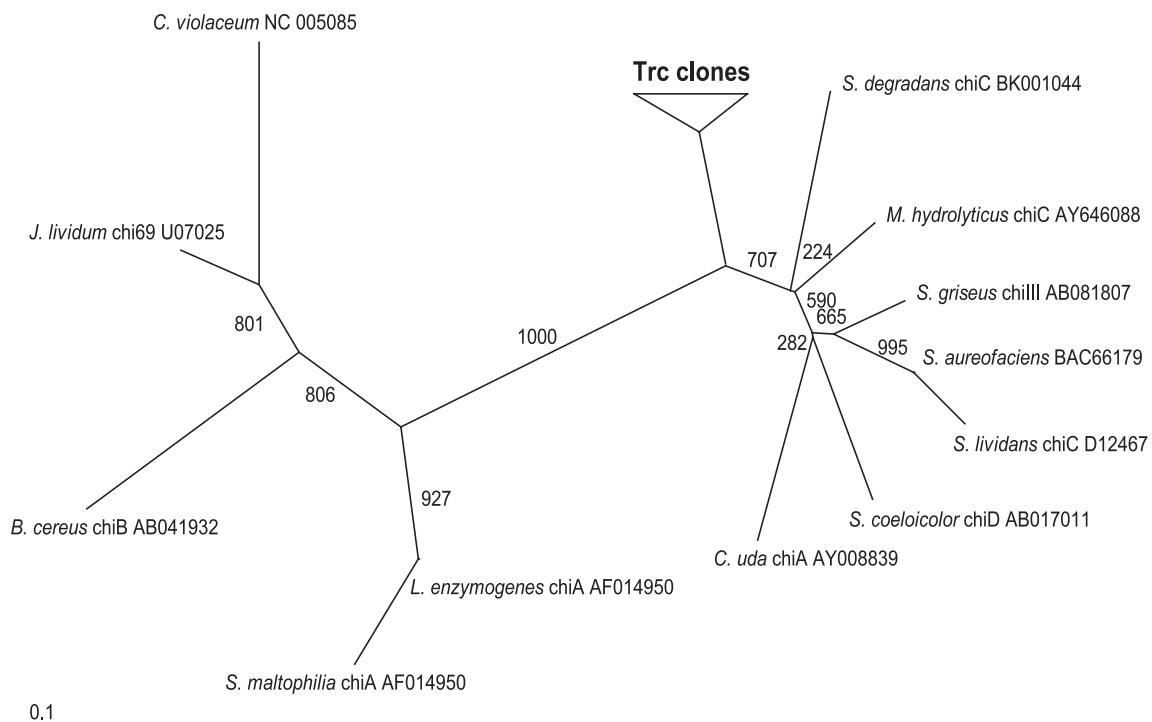 C. violaceum NC 005085
Trc clones
S. degradans chiC BK001044
J. lividum chi69 U07025
M. hydrolyticus chiC AY646088
707
224
590
S. griseus chiIII AB081807
665
801
1000
282
995
S. aureofaciens BAC66179
806
S. lividans chiC D12467
927
B. cereus chiB AB041932
S. coeloicolor chiD AB017011
C. uda chiA AY008839
L. enzymogenes chiA AF014950
S. maltophilia chiA AF014950
0,1